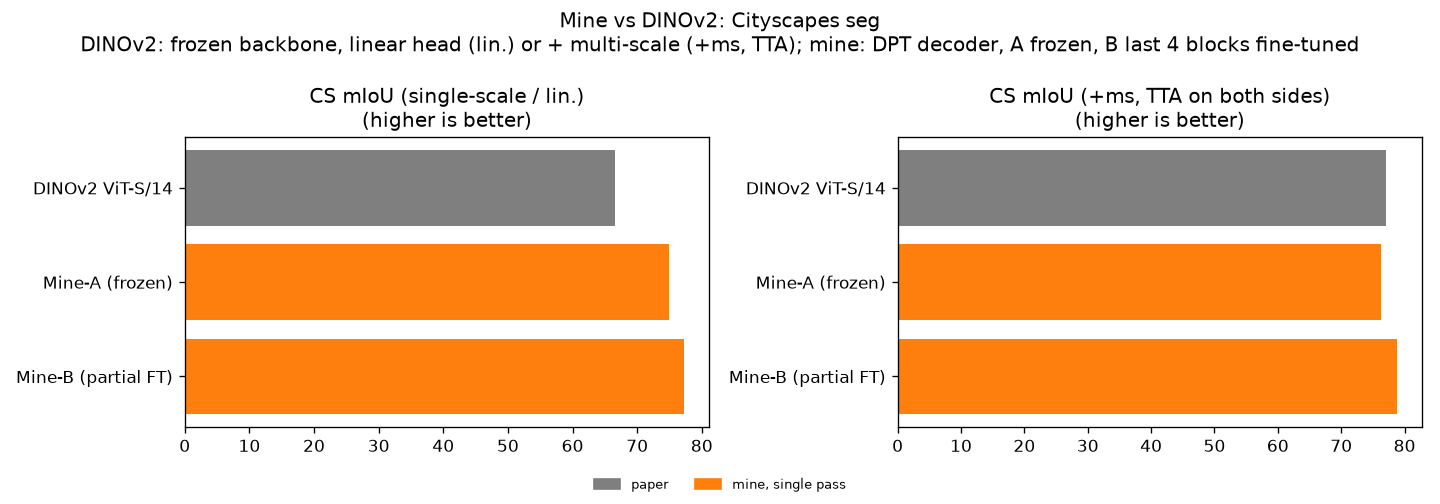 Mine vs DINOv2: Cityscapes seg
DINOv2: frozen backbone, linear head (lin.) or + multi-scale (+ms, TTA); mine: DPT decoder, A frozen, B last 4 blocks fine-tuned
CS mIoU (single-scale / lin.)
(higher is better)
DINOv2 ViT-S/14
Mine-A (frozen)
Mine-B (partial FT)
0 10 20 30 40 50 60 70 80
CS mIoU (+ms, TTA on both sides)
(higher is better)
DINOv2 ViT-S/14
Mine-A (frozen)
Mine-B (partial FT)
0 10 20 30 40 50 60 70 80
paper mine, single pass